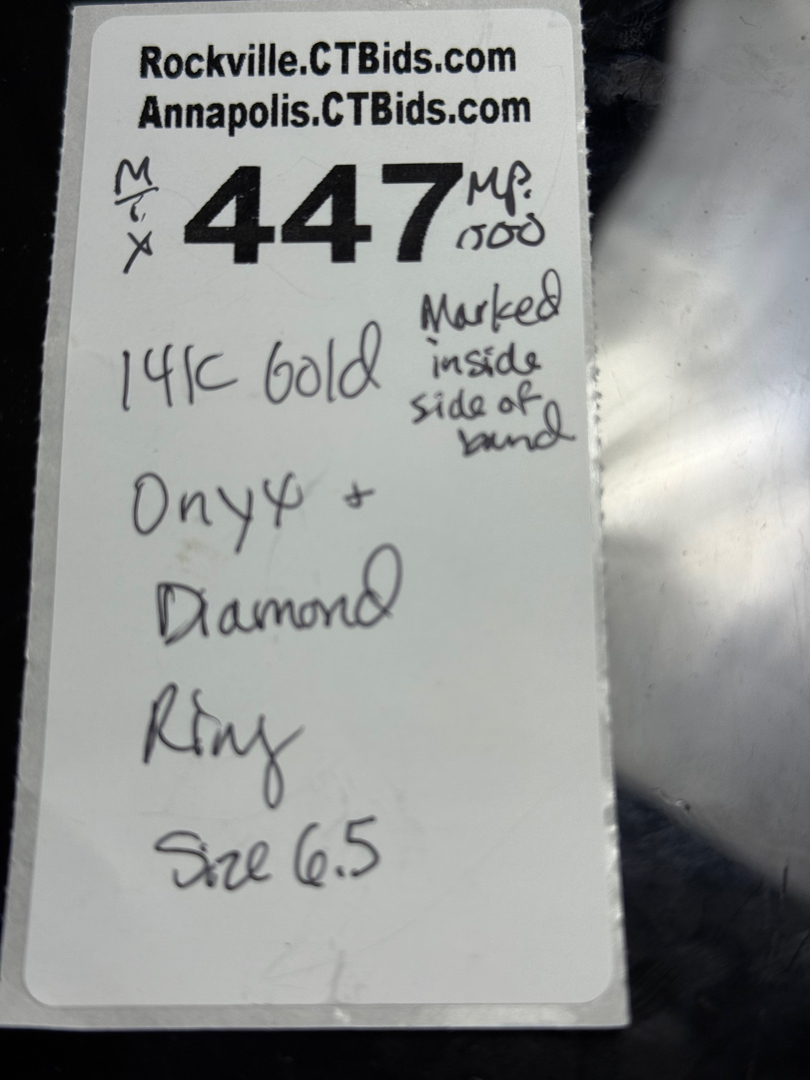 Rockville.CTBids.com
Annapolis.CTBids.com
447
MP.
14K Gold
Marked
inside
side of
band
Onyx +
Diamond
Ring
Size 6.5